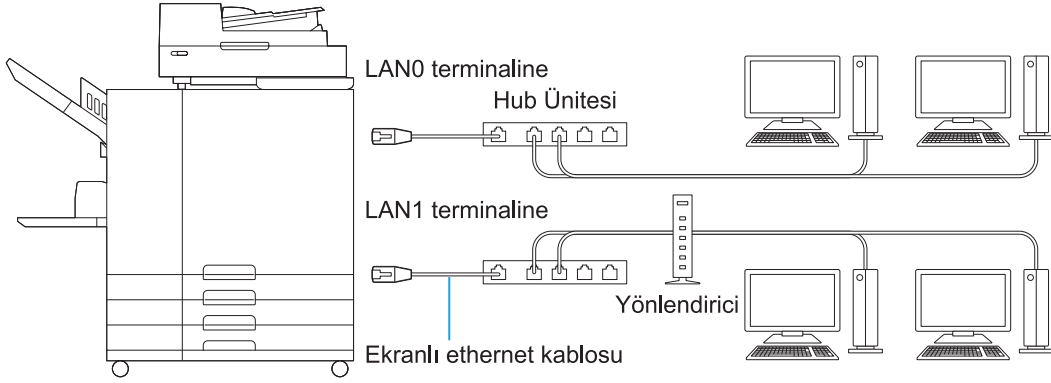 LAN0 terminaline
Hub Ünitesi
LAN1 terminaline
Yönlendirici
Ekranlı ethernet kablosu